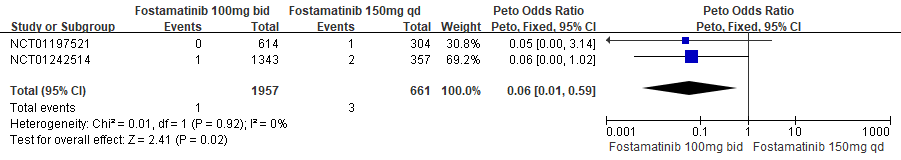 Fostamatinib 100mg bid Fostamatinib 150mg qd Peto Odds Ratio Peto Odds Ratio
Study or Subgroup Events Total Events Total Weight Peto, Fixed, 95% CI Peto, Fixed, 95% CI
NCT01197521 0 614 1 304 30.8% 0.05 [0.00, 3.14]
NCT01242514 1 1343 2 357 69.2% 0.06 [0.00, 1.02]
Total (95% CI) 1957 661 100.0% 0.06 [0.01, 0.59]
Total events 1 3
Heterogeneity: Chi² = 0.01, df = 1 (P = 0.92); I² = 0%
Test for overall effect: Z = 2.41 (P = 0.02)
0.001 0.1 1 10 1000
Fostamatinib 100mg bid Fostamatinib 150mg qd